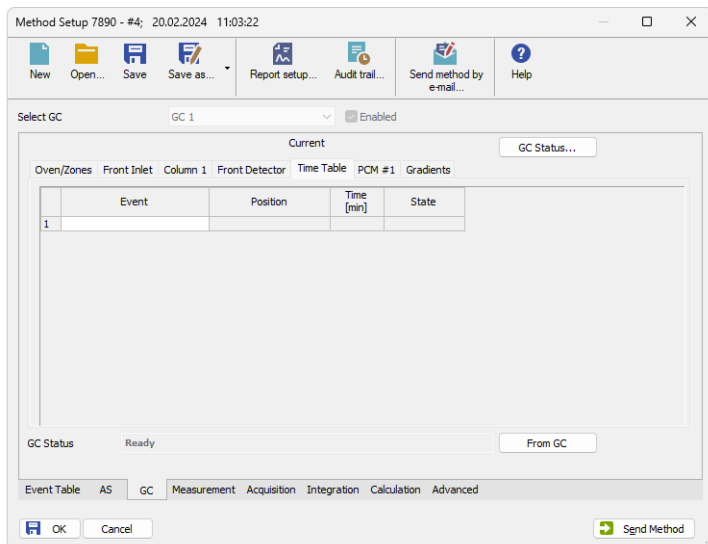 Method Setup 7890 - #4; 20.02.2024 11:03:22
New Open... Save Save as... Report setup... Audit trail... Send method by e-mail... Help
Select GC GC 1 Enabled
Current
GC Status...
Oven/Zones Front Inlet Column 1 Front Detector Time Table PCM #1 Gradients
Event Position Time [min] State
1
GC Status Ready From GC
Event Table AS GC Measurement Acquisition Integration Calculation Advanced
OK Cancel Send Method